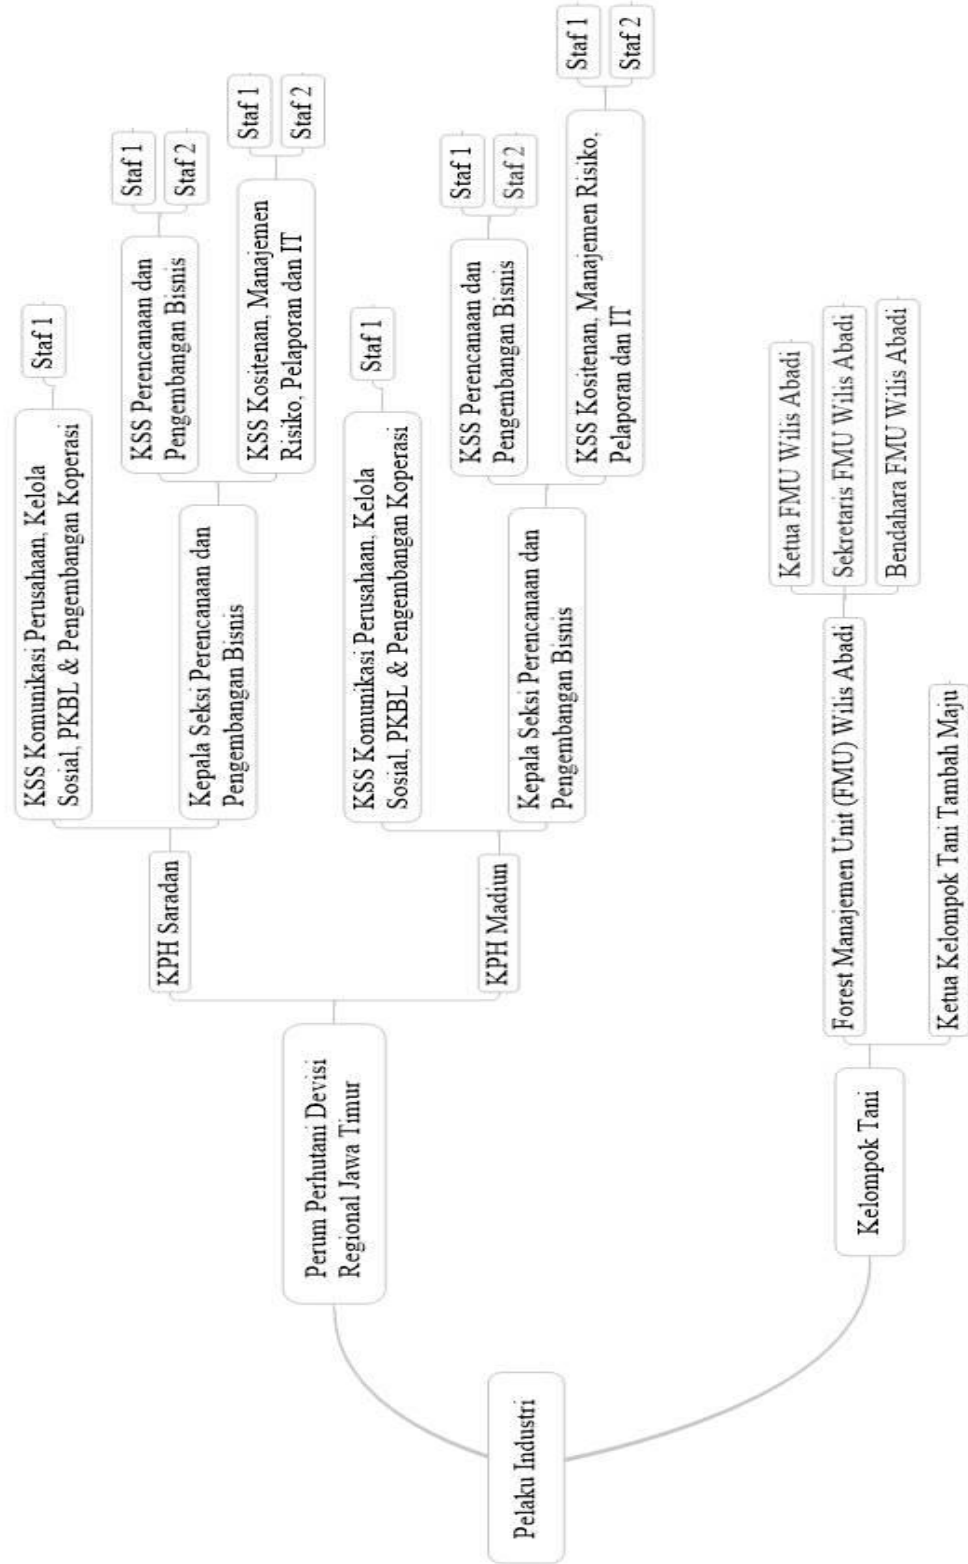 Pelaku Industri
Perum Perhutani Devisi
Regional Jawa Timur
KPH Saradan
KSS Komunikasi Perusahaan, Kelola
Sosial, PKBL & Pengembangan Koperasi
Staf 1
Kepala Seksi Perencanaan dan
Pengembangan Bisnis
KSS Perencanaan dan
Pengembangan Bisnis
Staf 1
Staf 2
KSS Kositenan, Manajemen
Risiko, Pelaporan dan IT
Staf 1
Staf 2
KPH Madiun
KSS Komunikasi Perusahaan, Kelola
Sosial, PKBL & Pengembangan Koperasi
Staf 1
Kepala Seksi Perencanaan dan
Pengembangan Bisnis
KSS Perencanaan dan
Pengembangan Bisnis
Staf 1
Staf 2
KSS Kositenan, Manajemen Risiko,
Pelaporan dan IT
Staf 1
Staf 2
Kelompok Tani
Forest Manajemen Unit (FMU) Wilis Abadi
Ketua FMU Wilis Abadi
Sekretaris FMU Wilis Abadi
Bendahara FMU Wilis Abadi
Ketua Kelompok Tani Tambah Maju